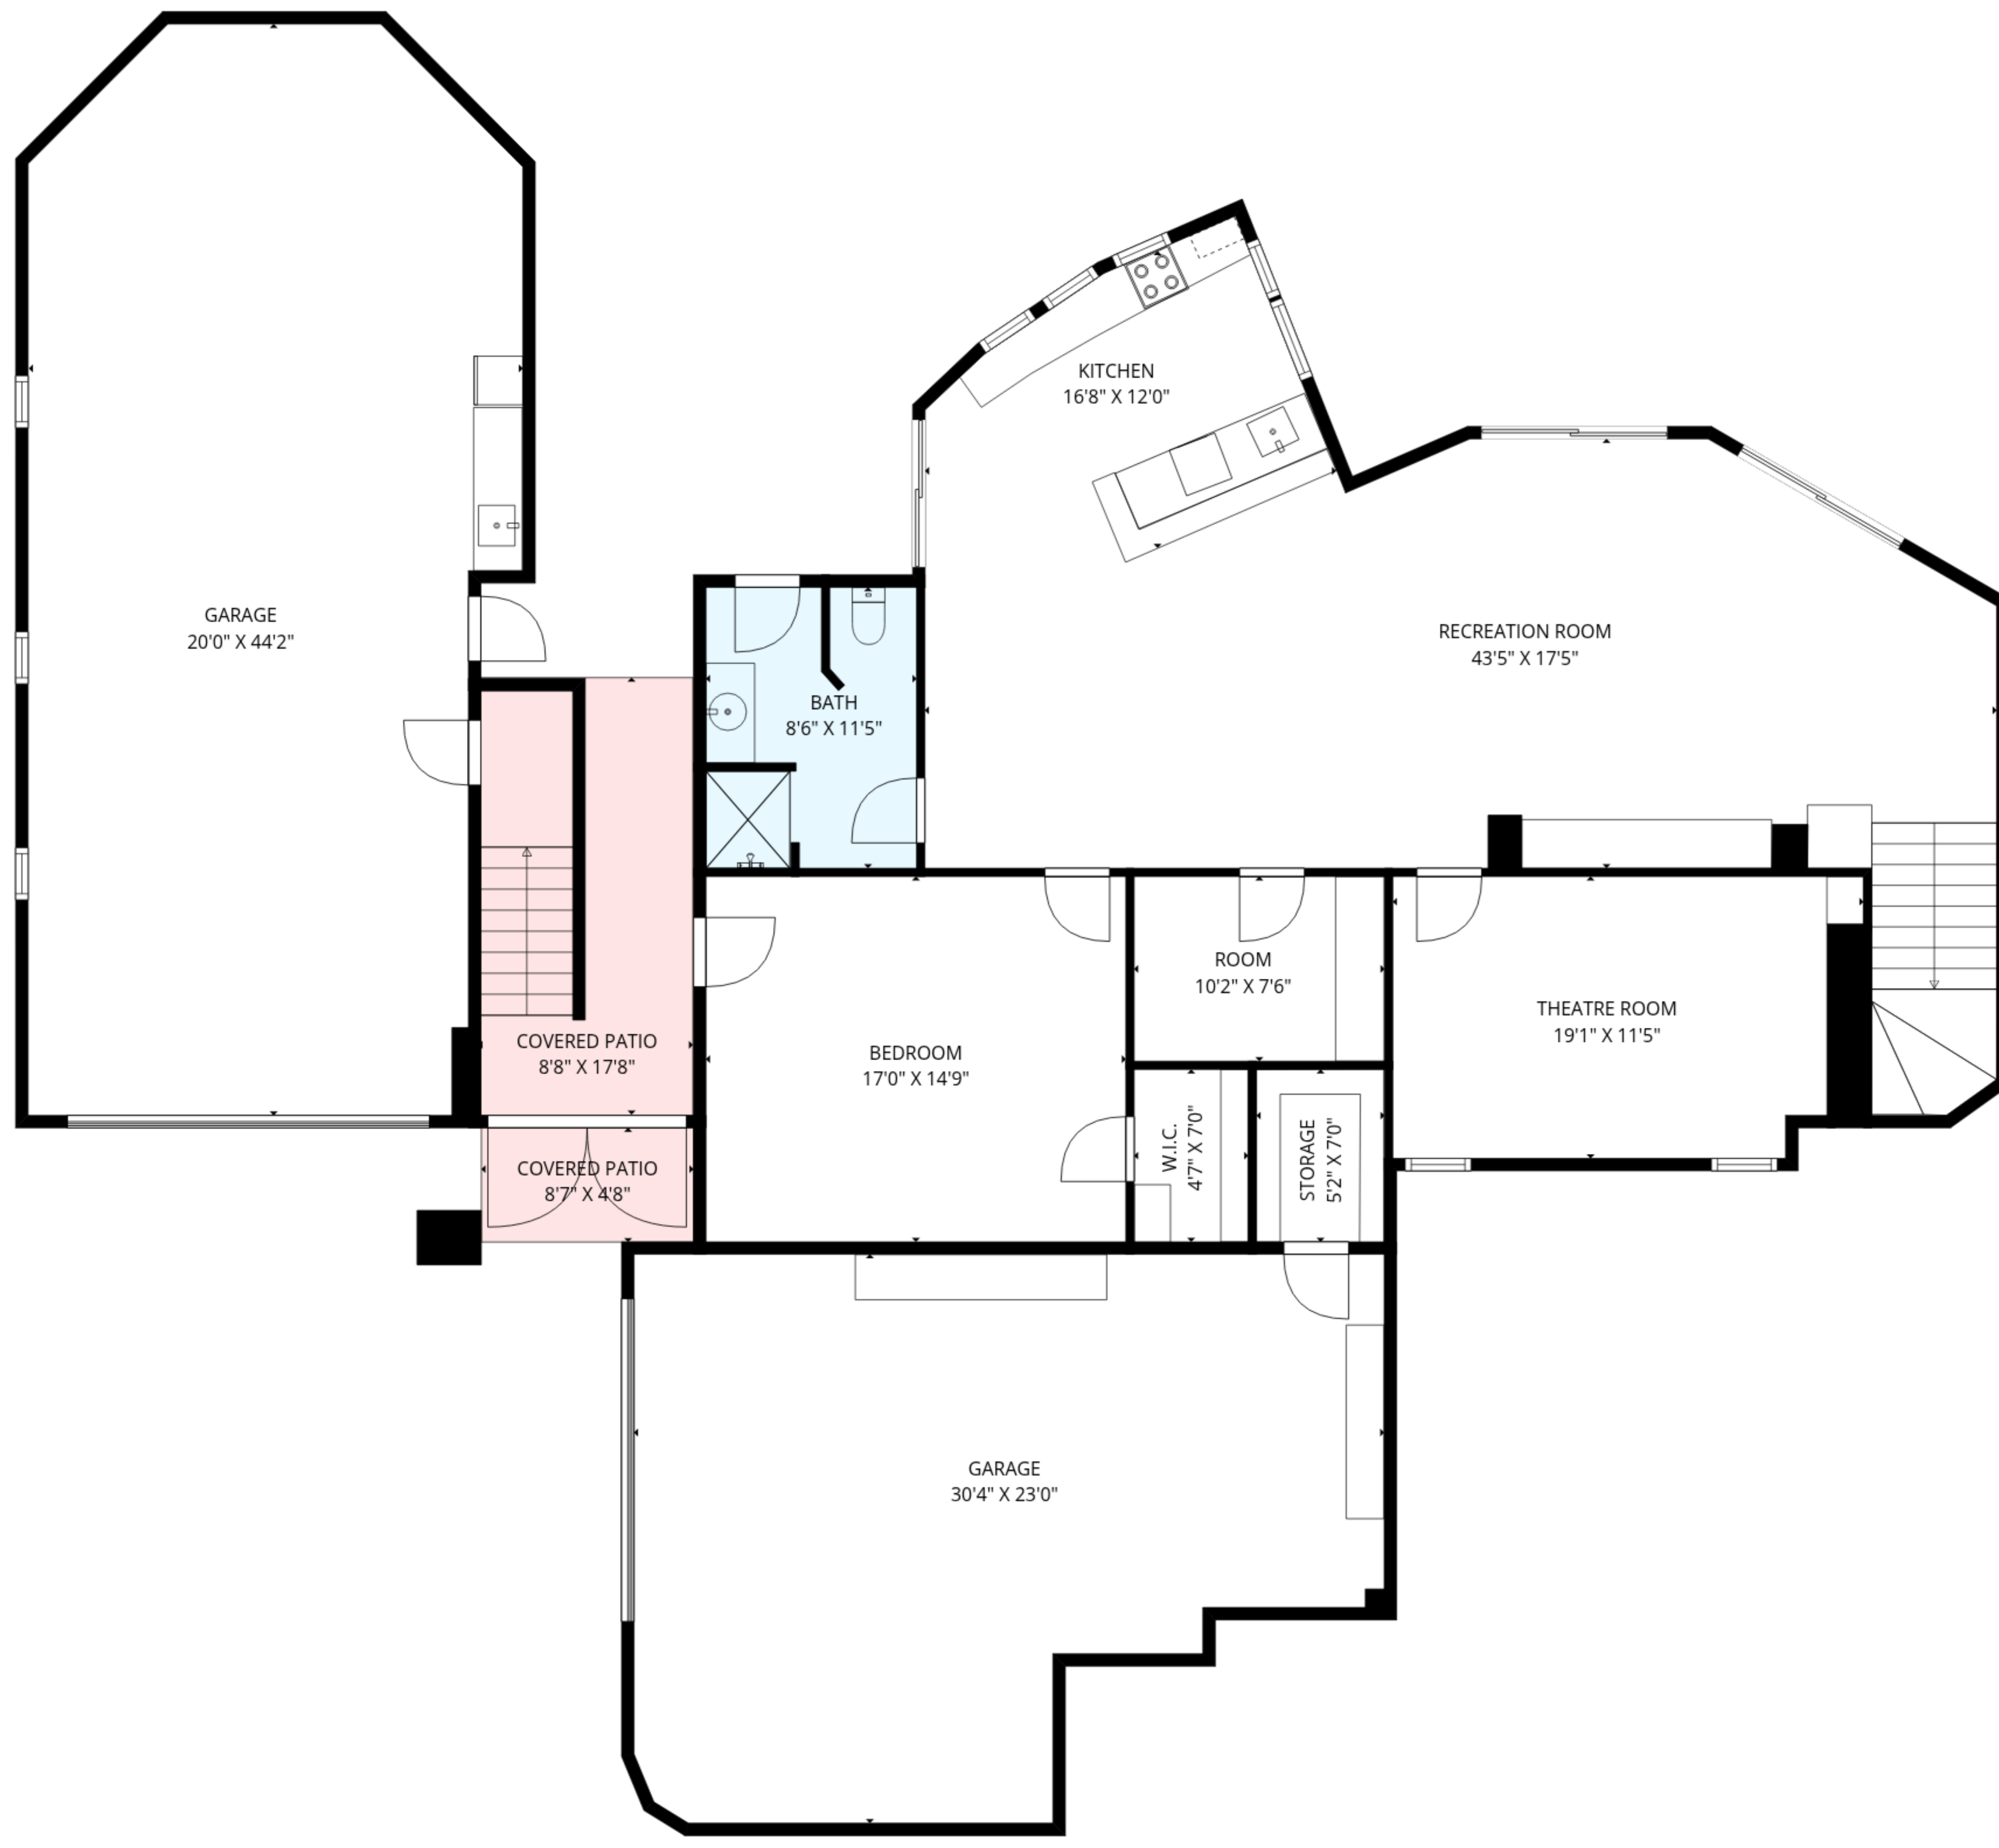 KITCHEN
16'8" X 12'0"
GARAGE
20'0" X 44'2"
RECREATION ROOM
43'5" X 17'5"
BATH
8'6" X 11'5"
ROOM
10'2" X 7'6"
THEATRE ROOM
19'1" X 11'5"
COVERED PATIO
8'8" X 17'8"
BEDROOM
17'0" X 14'9"
W.I.C.
4'7" X 7'0"
STORAGE
5'2" X 7'0"
COVERED PATIO
8'7" X 4'8"
GARAGE
30'4" X 23'0"